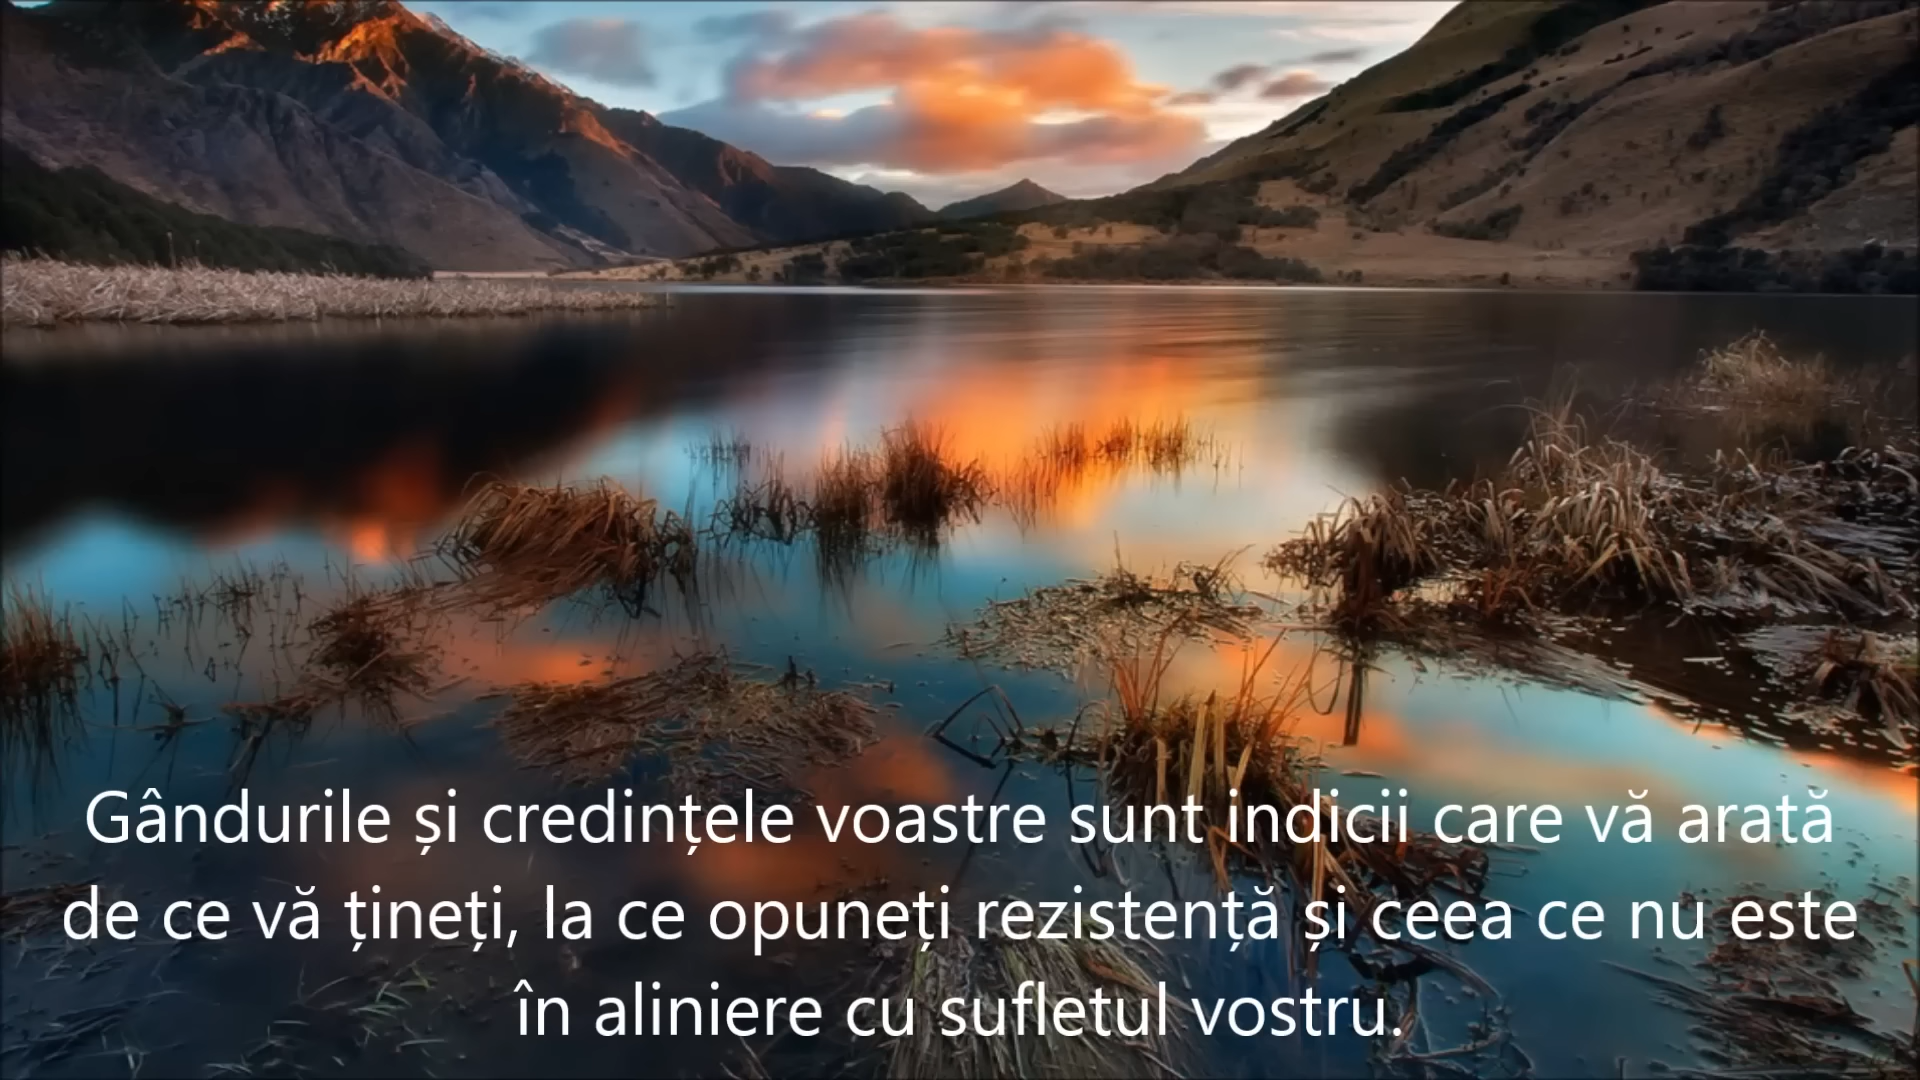 Gândurile și credințele voastre sunt indicii care vă arată
de ce vă țineți, la ce opuneți rezistență și ceea ce nu este
în aliniere cu sufletul vostru.